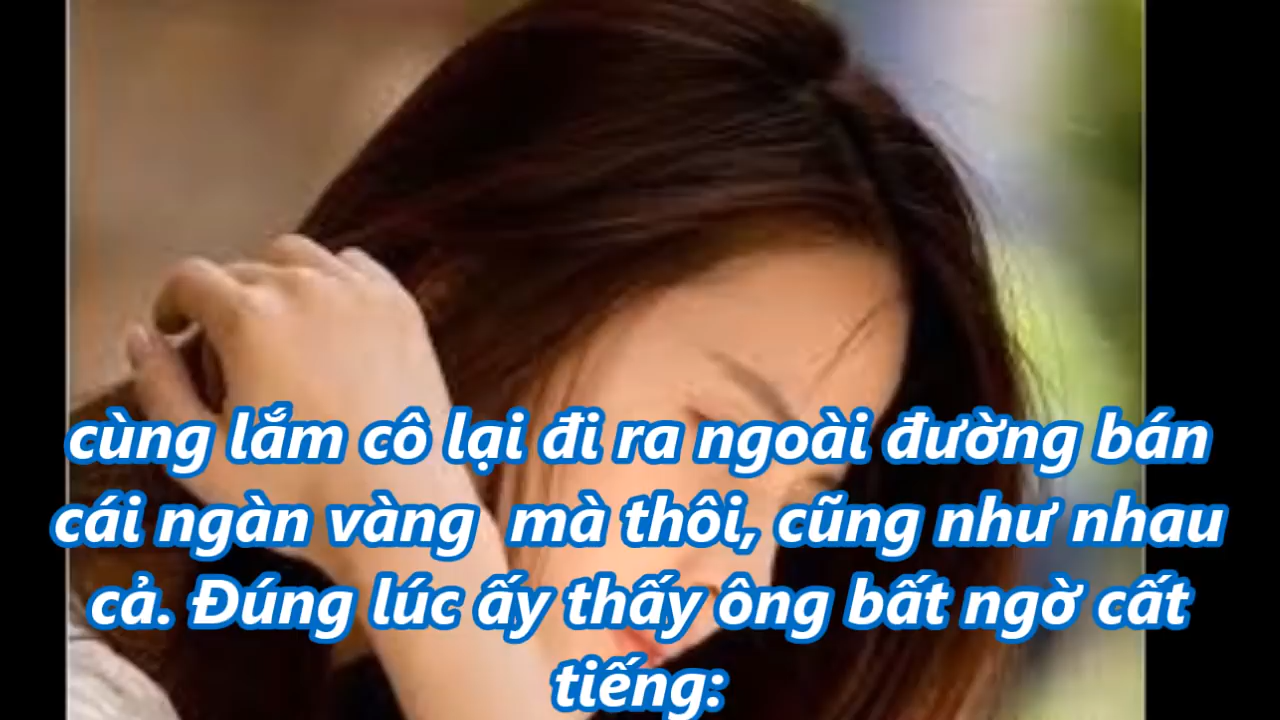 cùng lắm cô lại đi ra ngoài đường bán
cái ngàn vàng  mà thôi, cũng như nhau
cả. Đúng lúc ấy thấy ông bất ngờ cất
tiếng: